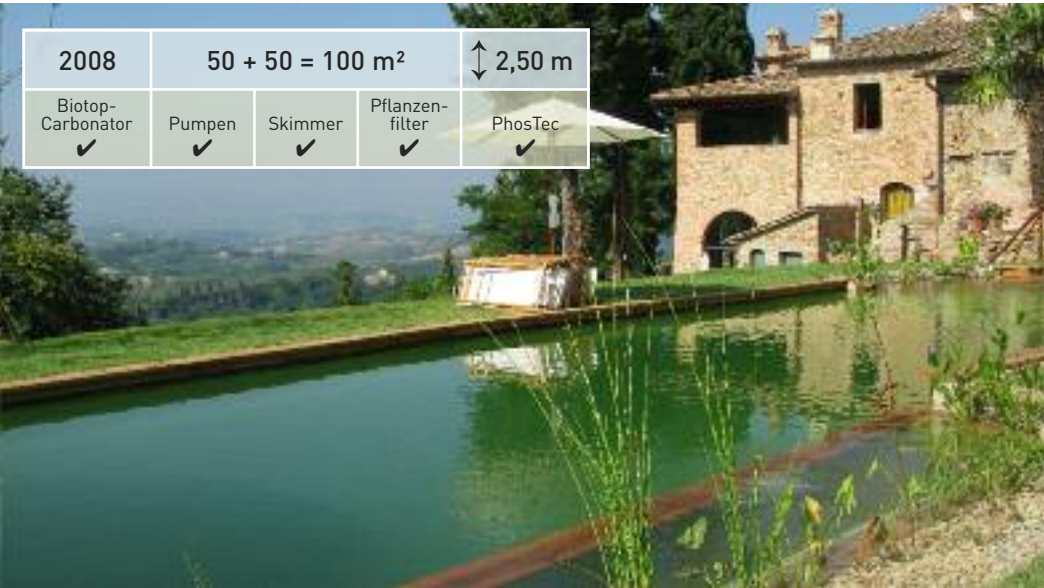 2008 50 + 50 = 100 m² ↕ 2,50 m
Biotop-
Carbonator
✔
Pumpen
✔
Skimmer
✔
Pflanzen-
filter
✔
PhosTec
✔